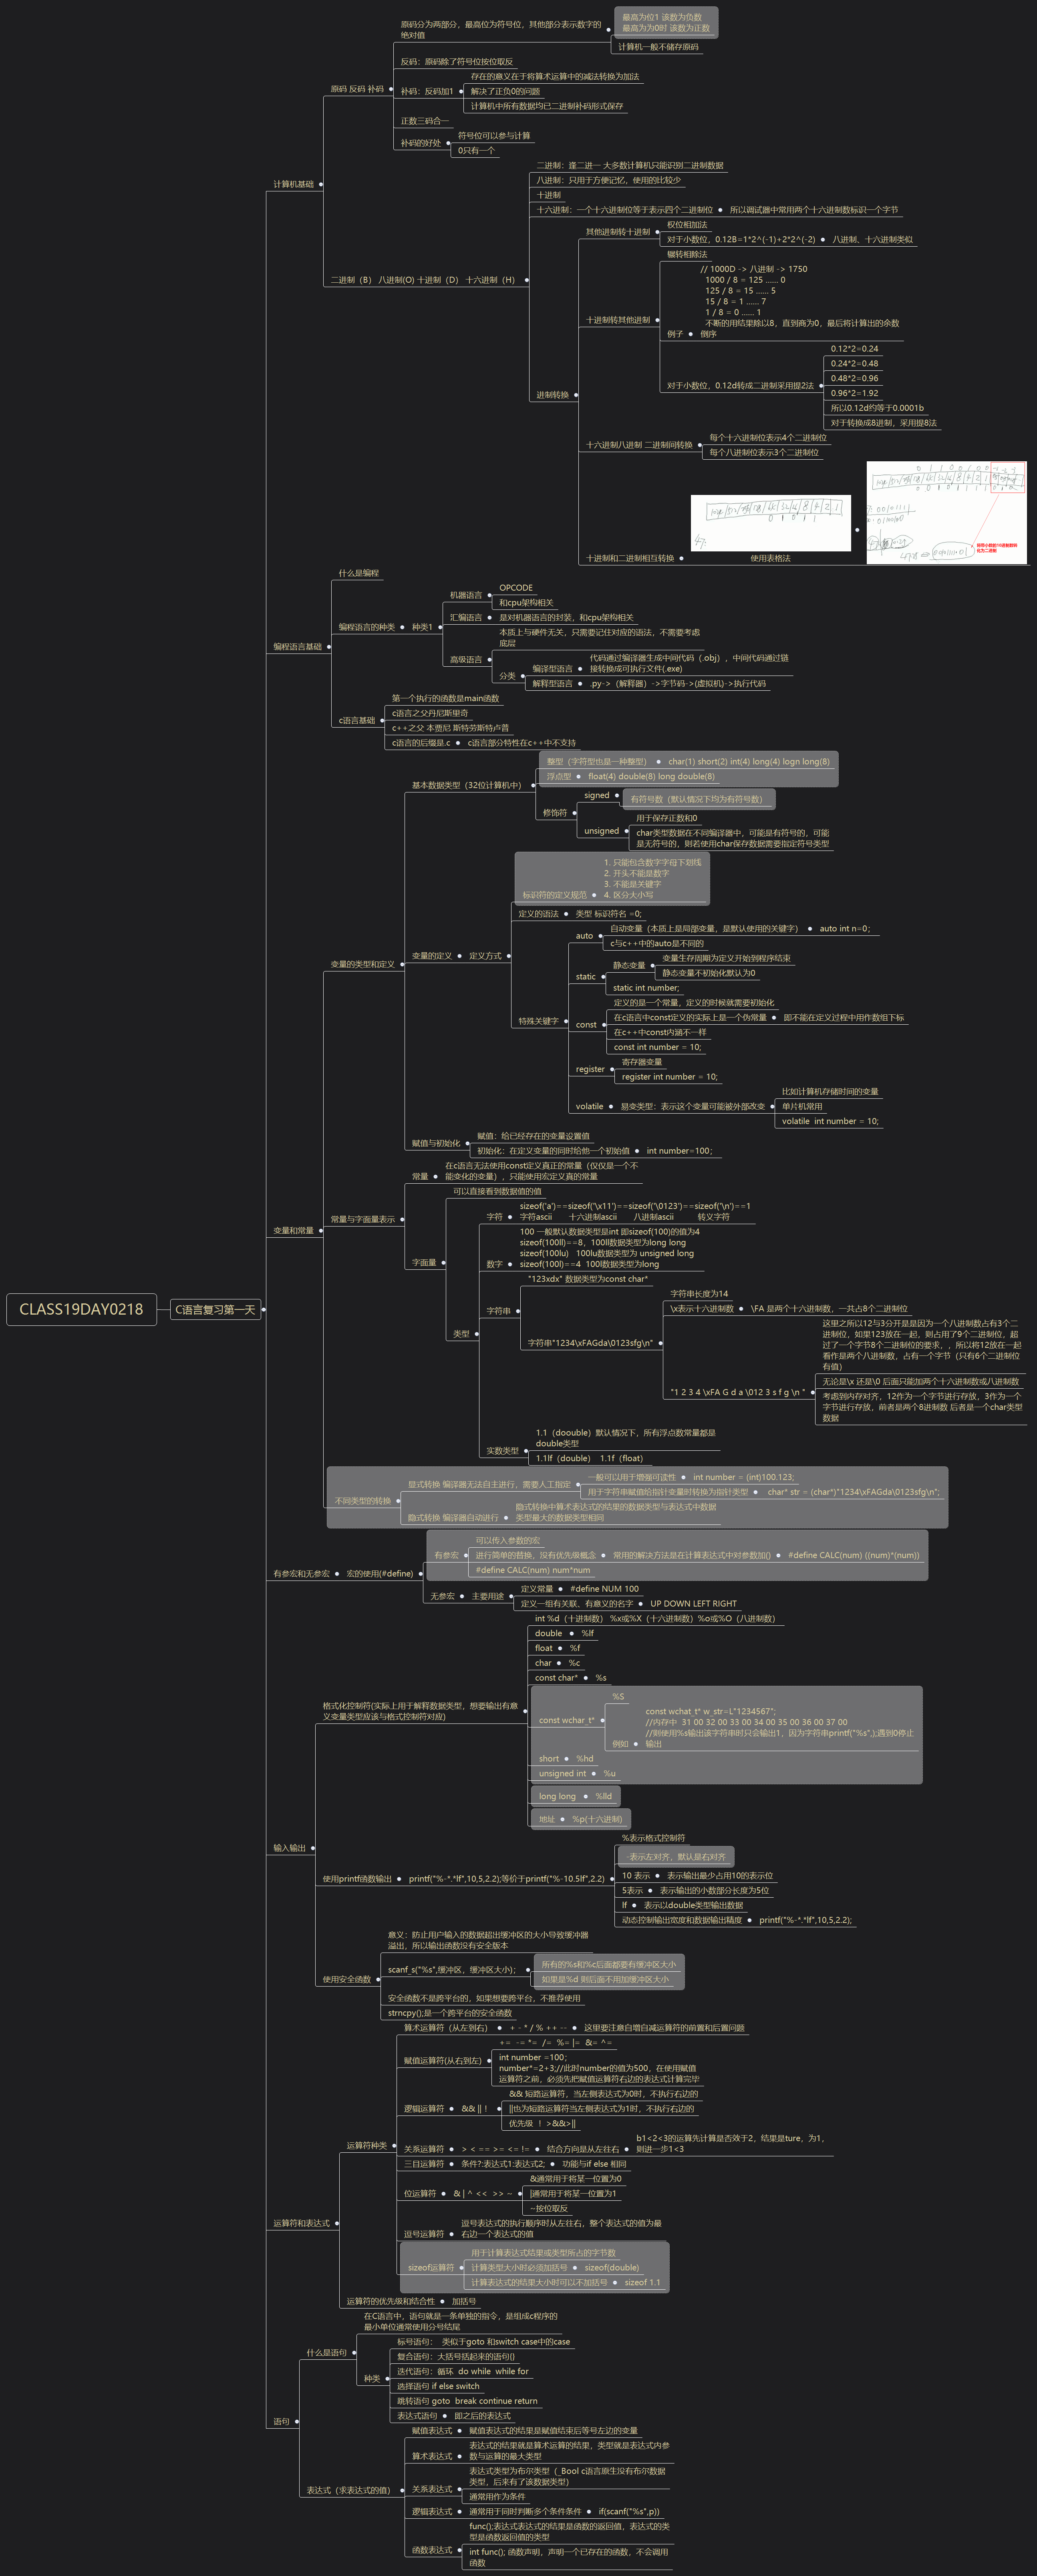 CLASS19DAY0218
C语言复习第一天
计算机基础
原码 反码 补码
原码分为两部分，最高位为符号位，其他部分表示数字的
绝对值
最高为位1 该数为负数
最高为为0时 该数为正数
计算机一般不储存原码
反码：原码除了符号位按位取反
补码：反码加1
存在的意义在于将算术运算中的减法转换为加法
解决了正负0的问题
计算机中所有数据均已二进制补码形式保存
正数三码合一
补码的好处
符号位可以参与计算
0只有一个
二进制（B） 八进制(O) 十进制（D） 十六进制（H）
二进制：逢二进一 大多数计算机只能识别二进制数据
八进制：只用于方便记忆，使用的比较少
十进制
十六进制：一个十六进制位等于表示四个二进制位
所以调试器中常用两个十六进制数标识一个字节
进制转换
其他进制转十进制
权位相加法
对于小数位，0.12B=1*2^(-1)+2*2^(-2)
八进制、十六进制类似
十进制转其他进制
辗转相除法
例子
// 1000D -> 八进制 -> 1750
1000 / 8 = 125 ...... 0
125 / 8 = 15 ...... 5
15 / 8 = 1 ...... 7
1 / 8 = 0 ...... 1
不断的用结果除以8，直到商为0，最后将计算出的余数
倒序
对于小数位，0.12d转成二进制采用提2法
0.12*2=0.24
0.24*2=0.48
0.48*2=0.96
0.96*2=1.92
所以0.12d约等于0.0001b
对于转换成8进制，采用提8法
十六进制八进制 二进制间转换
每个十六进制位表示4个二进制位
每个八进制位表示3个二进制位
十进制和二进制相互转换
使用表格法
编程语言基础
什么是编程
编程语言的种类
种类1
机器语言
OPCODE
和cpu架构相关
汇编语言
是对机器语言的封装，和cpu架构相关
高级语言
本质上与硬件无关，只需要记住对应的语法，不需要考虑
底层
分类
编泽型语言
代码通过编泽器生成中间代码（.obj），中间代码通过链
接转换成可执行文件(.exe)
解释型语言
.py->（解释器）->字节码->(虚拟机)->执行代码
c语言基础
第一个执行的函数是main函数
c语言之父丹尼斯里奇
c++之父 本贾尼 斯特劳斯特卢普
c语言的后缀是.c
c语言部分特性在c++中不支持
变量和常量
变量的类型和定义
基本数据类型（32位计算机中）
整型（字符型也是一种整型）
char(1) short(2) int(4) long(4) logn long(8)
浮点型
float(4) double(8) long double(8)
修饰符
signed
有符号数（默认情况下均为有符号数）
unsigned
用于保存正数和0
char类型数据在不同编泽器中，可能是有符号的，可能
是无符号的，则若使用char保存数据需要指定符号类型
变量的定义
定义方式
标识符的定义规范
1. 只能包含数字字母下划线
2. 开头不能是数字
3. 不能是关键字
4. 区分大小写
定义的语法
类型 标识符名 =0;
特殊关键字
auto
自动变量（本质上是局部变量，是默认使用的关键字）
auto int n=0；
c与c++中的auto是不同的
static
静态变量
变量生存周期为定义开始到程序结束
静态变量不初始化默认为0
static int number;
const
定义的是一个常量，定义的时候就需要初始化
在c语言中const定义的实际上是一个伪常量
即不能在定义过程中用作数组下标
在c++中const内涵不一样
const int number = 10;
register
寄存器变量
register int number = 10;
volatile
易变类型：表示这个变量可能被外部改变
比如计算机存储时间的变量
单片机常用
volatile  int number = 10;
赋值与初始化
赋值：给已经存在的变量设置值
初始化：在定义变量的同时给他一个初始值
int number=100；
常量与字面量表示
常量
在c语言无法使用const定义真正的常量（仅仅是一个不
能变化的变量），只能使用宏定义真的常量
字面量
可以直接看到数据值的值
类型
字符
sizeof('a')==sizeof('\x11')==sizeof('\0123')==sizeof('\n')==1
字符ascii 十六进制ascii 八进制ascii 转义字符
数字
100 一般默认数据类型是int 即sizeof(100)的值为4
sizeof(100ll)==8，100ll数据类型为long long
sizeof(100lu) 100lu数据类型为 unsigned long
sizeof(100l)==4 100l数据类型为long
字符串
"123xdx" 数据类型为const char*
字符串"1234\xFAGda\0123sfg\n"
字符串长度为14
\x表示十六进制数
\FA 是两个十六进制数，一共占8个二进制位
"1 2 3 4 \xFA G d a \012 3 s f g \n "
这里之所以12与3分开是是因为一个八进制数占有3个二
进制位，如果123放在一起，则占用了9个二进制位，超
过了一个字节8个二进制位的要求，，所以将12放在一起
看作是两个八进制数，占有一个字节（只有6个二进制位
有值）
无论是\x 还是\0 后面只能加两个十六进制数或八进制数
考虑到内存对齐，12作为一个字节进行存放，3作为一个
字节进行存放，前者是两个8进制数 后者是一个char类型
数据
实数类型
1.1（doouble）默认情况下，所有浮点数常量都是
double类型
1.1lf（double） 1.1f（float）
不同类型的转换
显式转换 编泽器无法自主进行，需要人工指定
一般可以用于增强可读性
int number = (int)100.123;
用于字符串赋值给指针变量时转换为指针类型
char* str = (char*)"1234\xFAGda\0123sfg\n";
隐式转换 编泽器自动进行
隐式转换中算术表达式的结果的数据类型与表达式中数据
类型最大的数据类型相同
有参宏和无参宏
宏的使用(#define)
有参宏
可以传入参数的宏
进行简单的替换，没有优先级概念
常用的解决方法是在计算表达式中对参数加()
#define CALC(num) ((num)*(num))
#define CALC(num) num*num
无参宏
主要用途
定义常量
#define NUM 100
定义一组有关联、有意义的名字
UP DOWN LEFT RIGHT
输入输出
格式化控制符(实际上用于解释数据类型，想要输出有意
义变量类型应该与格式控制符对应)
int %d（十进制数） %x或%X（十六进制数）%o或%O（八进制数）
double
%lf
float
%f
char
%c
const char*
%s
const wchar_t*
%S
例如
const wchat_t* w_str=L"1234567";
//内存中  31 00 32 00 33 00 34 00 35 00 36 00 37 00
//则使用%s输出该字符串时只会输出1，因为字符串printf("%s",);遇到0停止
输出
short
%hd
unsigned int
%u
long long
%lld
地址
%p(十六进制)
使用printf函数输出
printf("%-*.*lf",10,5,2.2);等价于printf("%-10.5lf",2.2)
%表示格式控制符
-表示左对齐，默认是右对齐
10 表示
表示输出最少占用10的表示位
5表示
表示输出的小数部分长度为5位
lf
表示以double类型输出数据
动态控制输出宽度和数据输出精度
printf("%-*.*lf",10,5,2.2);
使用安全函数
意义：防止用户输入的数据超出缓冲区的大小导致缓冲器
溢出，所以输出函数没有安全版本
scanf_s("%s",缓冲区，缓冲区大小)；
所有的%s和%c后面都要有缓冲区大小
如果是%d 则后面不用加缓冲区大小
安全函数不是跨平台的，如果想要跨平台，不推荐使用
strncpy();是一个跨平台的安全函数
运算符和表达式
运算符种类
算术运算符（从左到右）
+ - * / % ++ --
这里要注意自增自减运算符的前置和后置问题
赋值运算符(从右到左)
+=  -= *=  /=  %= |=  &= ^=
int number =100；
number*=2+3;//此时number的值为500，在使用赋值
运算符之前，必须先把赋值运算符右边的表达式计算完毕
逻辑运算符
&& || ！
&& 短路运算符，当左侧表达式为0时，不执行右边的
||也为短路运算符当左侧表达式为1时，不执行右边的
优先级 ！ >&&>||
关系运算符
> < == >= <= !=
结合方向是从左往右
b1<2<3的运算先计算是否效于2，结果是ture，为1，
则进一步1<3
三目运算符
条件?:表达式1:表达式2;
功能与if else 相同
位运算符
& | ^ <<  >> ~
&通常用于将某一位置为0
|通常用于将某一位置为1
~按位取反
逗号运算符
逗号表达式的执行顺序时从左往右，整个表达式的值为最
右边一个表达式的值
sizeof运算符
用于计算表达式结果或类型所占的字节数
计算类型大小时必须加括号
sizeof(double)
计算表达式的结里大小时可以不加括号
sizeof 1.1
运算符的优先级和结合性
加括号
语句
什么是语句
在C语言中，语句就是一条单独的指令，是组成c程序的
最小单位通常使用分号结尾
种类
标号语句： 类似于goto 和switch case中的case
复合语句：大括号括起来的语句{}
迭代语句：循环  do while  while for
选择语句 if else switch
跳转语句 goto  break continue return
表达式语句
即之后的表达式
表达式（求表达式的值）
赋值表达式
赋值表达式的结果是赋值结束后等号左边的变量
算术表达式
表达式的结果就是算术运算的结果，类型就是表达式内参
数与运算的最大类型
关系表达式
表达式类型为布尔类型（_Bool c语言原生没有布尔数据
类型，后来有了该数据类型）
通常用作为条件
逻辑表达式
通常用于同时判断多个条件条件
if(scanf("%s",p))
函数表达式
func();表达式表达式的结果是函数的返回值，表达式的类
型是函数返回值的类型
int func(); 函数声明，声明一个已存在的函数，不会调用
函数